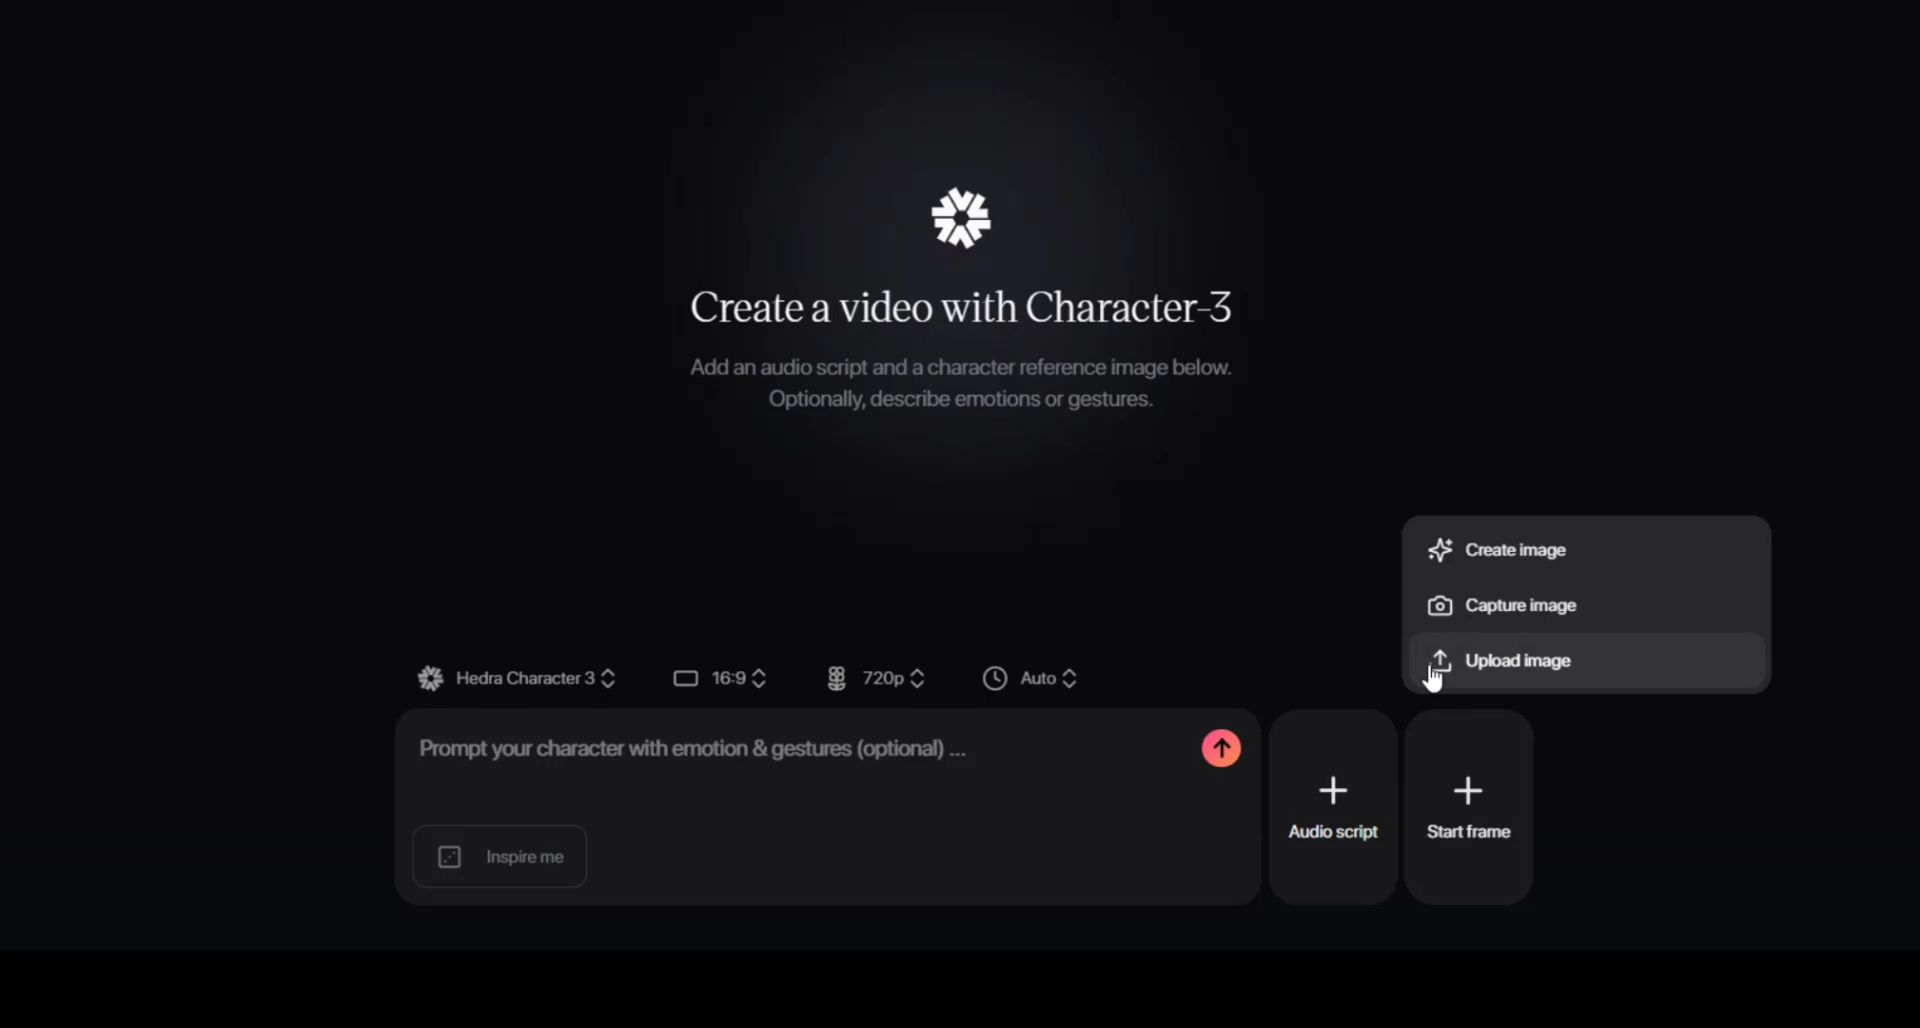 Create a video with Character-3
Add an audio script and a character reference image below.
Optionally, describe emotions or gestures.
Create image
Capture image
Upload image
Hedra Character 3
16:9
720p
Auto
Prompt your character with emotion & gestures (optional) ...
Inspire me
Audio script
Start frame